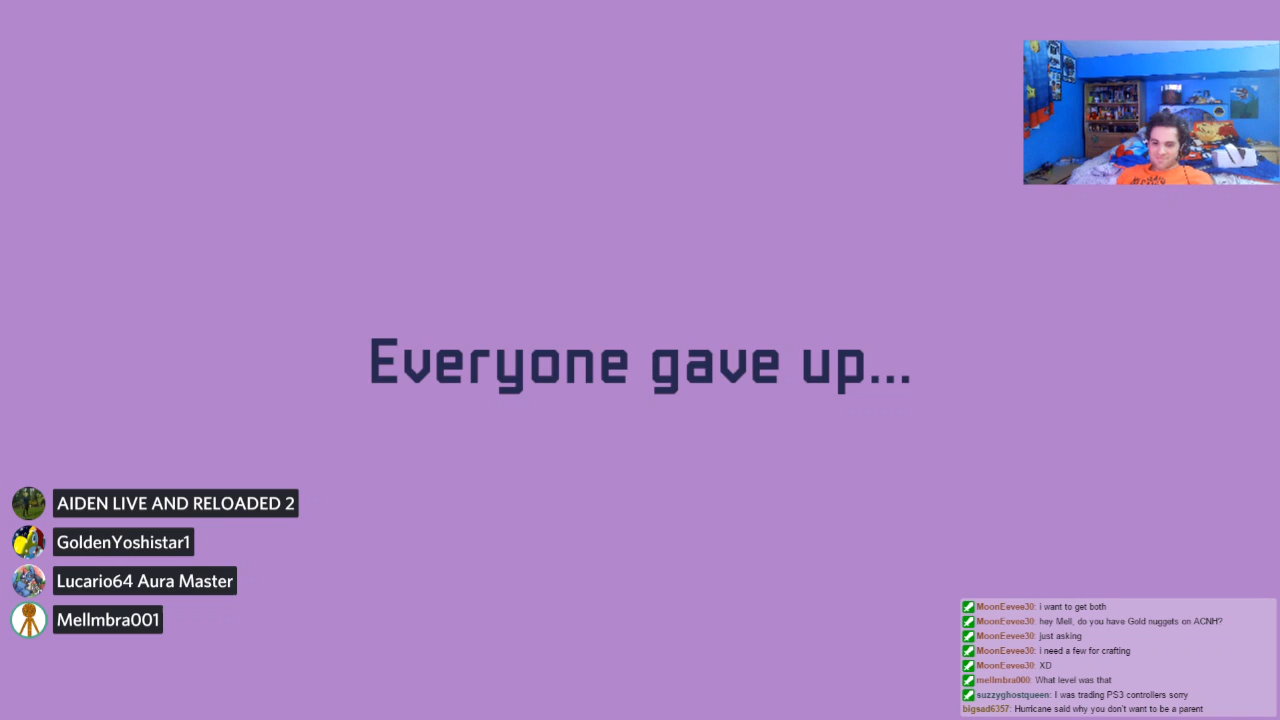 Everyone gave up...
AIDEN LIVE AND RELOADED 2
GoldenYoshistar1
Lucario64 Aura Master
Mellmbra001
MoonEevee30: i want to get both
MoonEevee30: hey Mell, do you have Gold nuggets on ACNH?
MoonEevee30: just asking
MoonEevee30: i need a few for crafting
MoonEevee30: XD
mellmbra000: What level was that
suzzyghostqueen: I was trading PS3 controllers sorry
bigsad6357: Hurricane said why you don't want to be a parent